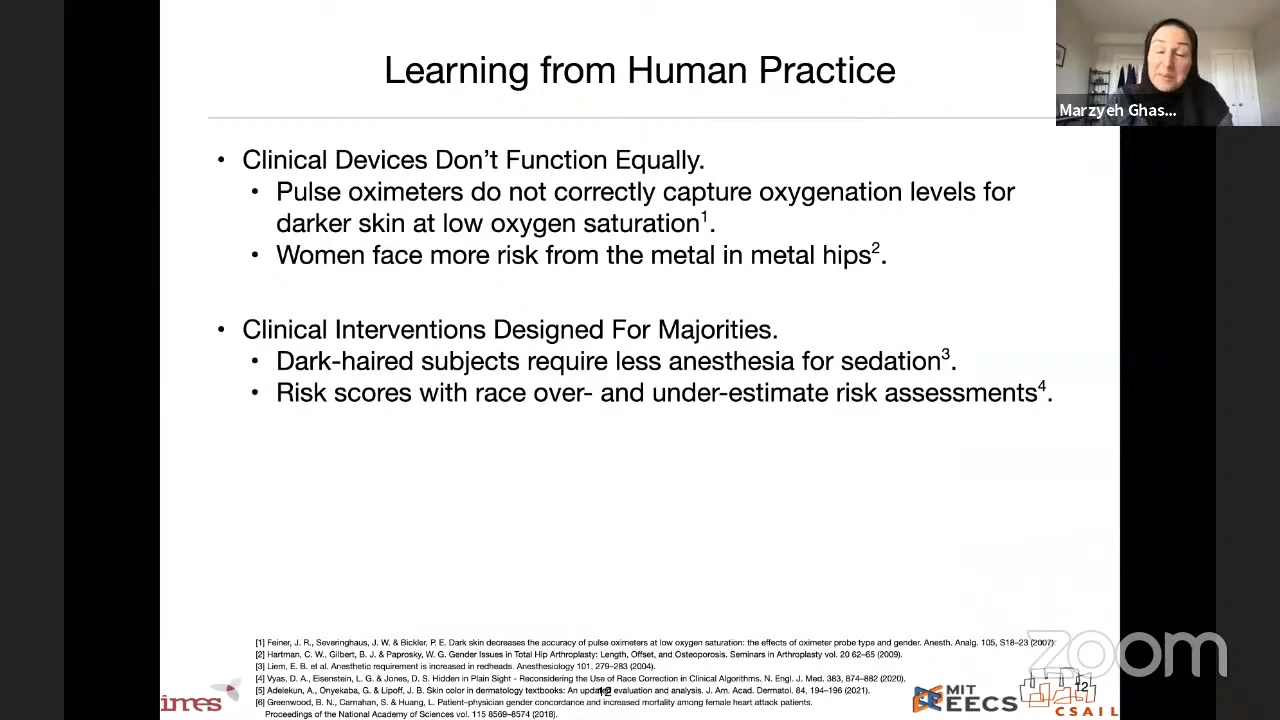 Learning from Human Practice
Marzyeh Ghas...
• Clinical Devices Don't Function Equally.
• Pulse oximeters do not correctly capture oxygenation levels for
darker skin at low oxygen saturation1.
• Women face more risk from the metal in metal hips2.
• Clinical Interventions Designed For Majorities.
• Dark-haired subjects require less anesthesia for sedation3.
• Risk scores with race over- and under-estimate risk assessments4.
[1] Feiner, J. R., Severinghaus, J. W. & Bickler, P. E. Dark skin decreases the accuracy of pulse oximeters at low oxygen saturation: the effects of oximeter probe type and gender. Anesth. Analg. 105, S18–23 (2007)
[2] Hartman, C. W., Gilbert, B. J. & Paprosky, W. G. Gender Issues in Total Hip Arthroplasty: Length, Offset, and Osteoporosis. Seminars in Arthroplasty vol. 20 62–65 (2009).
[3] Liem, E. B. et al. Anesthetic requirement is increased in redheads. Anesthesiology 101, 279–283 (2004).
[4] Vyas, D. A., Eisenstein, L. G. & Jones, D. S. Hidden in Plain Sight - Reconsidering the Use of Race Correction in Clinical Algorithms. N. Engl. J. Med. 383, 874–882 (2020).
[5] Adelekun, A., Onyekaba, G. & Lipoff, J. B. Skin color in dermatology textbooks: An updated evaluation and analysis. J. Am. Acad. Dermatol. 84, 194–196 (2021).
[6] Greenwood, B. N., Carnahan, S. & Huang, L. Patient–physician gender concordance and increased mortality among female heart attack patients.
Proceedings of the National Academy of Sciences vol. 115 8569–8574 (2018).
12
imes
MIT
EECS
12
CSAIL
zoom